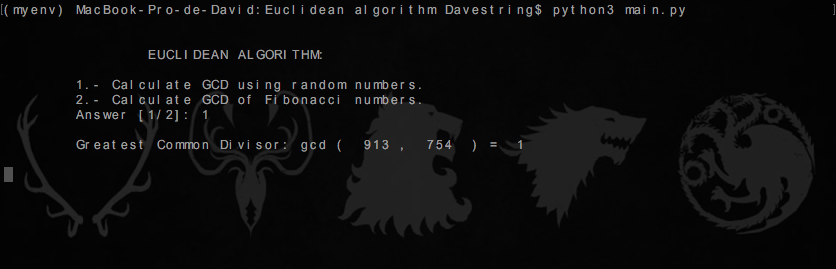 [(myenv) MacBook-Pro-de-David:Euclidean algorithm Davestring$ python3 main.py ]
EUCLIDEAN ALGORITHM:
1.- Calculate GCD using random numbers.
2.- Calculate GCD of Fibonacci numbers.
Answer [1/2]: 1
Greatest Common Divisor: gcd ( 913 , 754 ) = 1